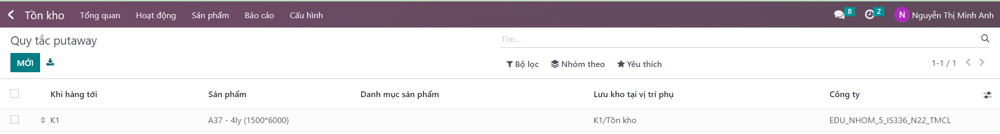 Tồn kho Tổng quan Hoạt động Sản phẩm Báo cáo Cấu hình 8 2 N Nguyễn Thị Minh Anh
Quy tắc putaway Tìm...
MỚI Bộ lọc Nhóm theo Yêu thích 1-1 / 1
Khi hàng tới Sản phẩm Danh mục sản phẩm Lưu kho tại vị trí phụ Công ty
K1 A37 - 4ly (1500*6000) K1/Tồn kho EDU_NHOM_5_IS336_N22_TMCL